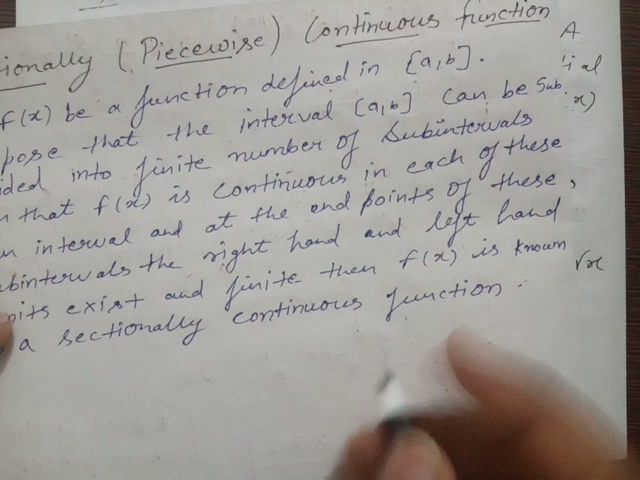 ionally (Piecewise) Continuous function
f(x) be a function defined in [a,b].
pose that the interval [a,b] can be sub.
ided into finite number of subintervals
h that f(x) is continuous in each of these
n interval and at the end points of these,
ubintervals the right hand and left hand
mits exist and finite then f(x) is known
a sectionally continuous function.
A
ial
x)